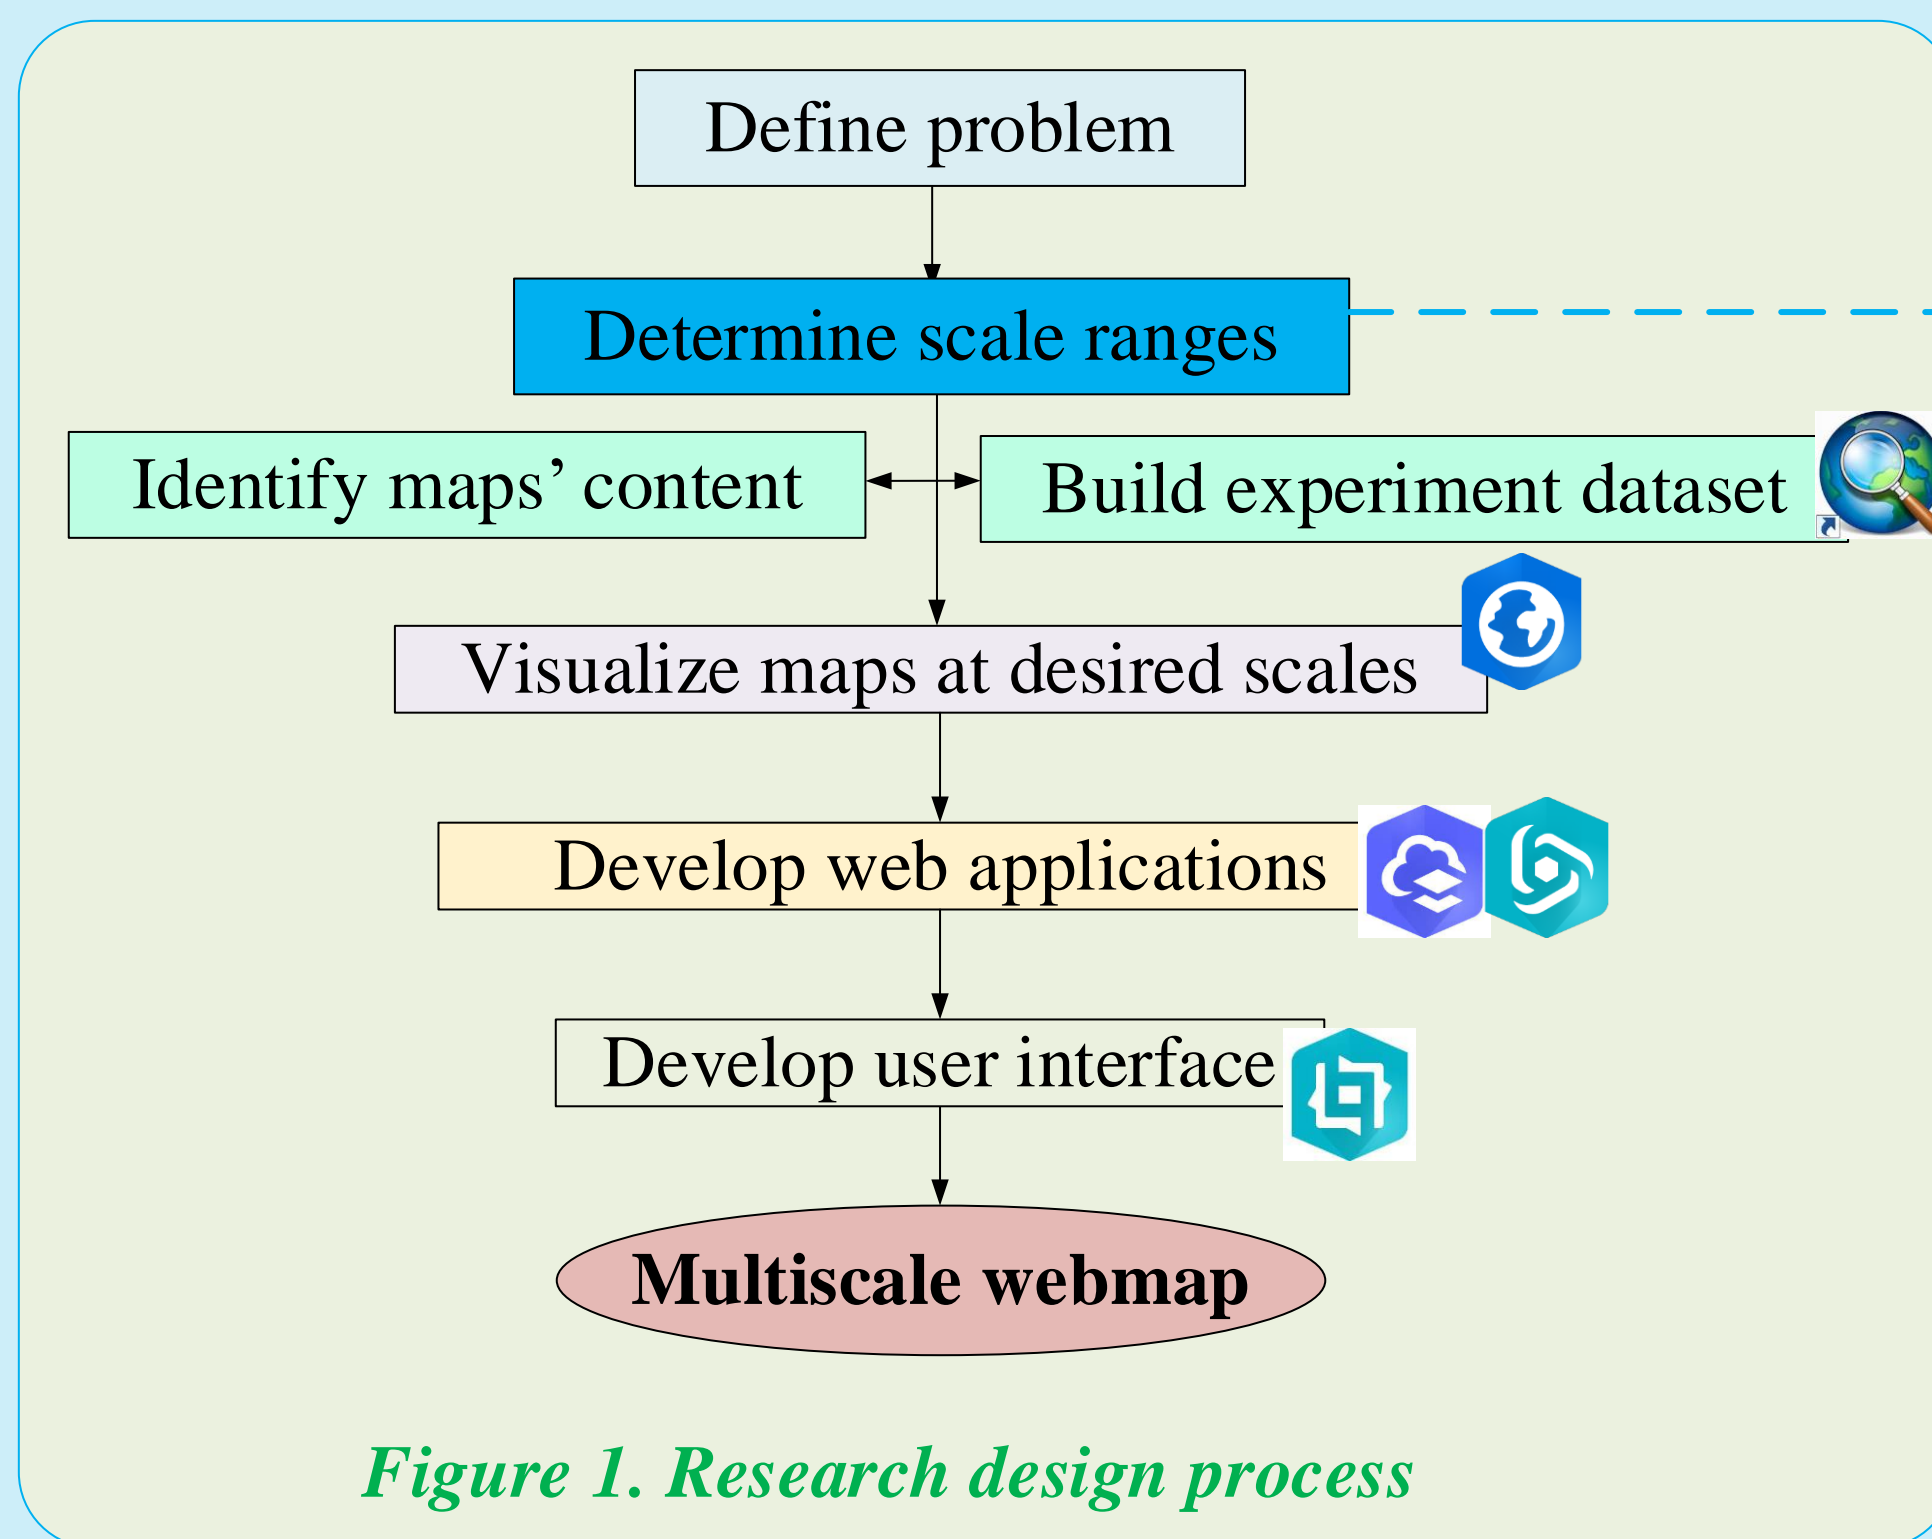 Define problem
Determine scale ranges
Identify maps’ content
Build experiment dataset
Visualize maps at desired scales
Develop web applications
Develop user interface
Multiscale webmap
Figure 1. Research design process